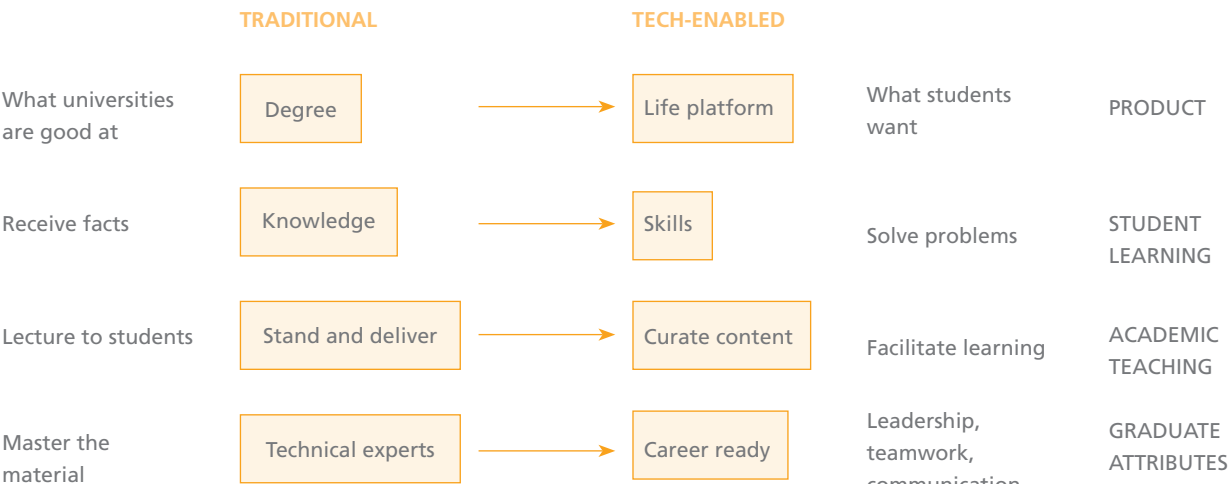 TRADITIONAL
TECH-ENABLED
What universities
are good at
Degree
Life platform
What students
want
PRODUCT
Receive facts
Knowledge
Skills
Solve problems
STUDENT
LEARNING
Lecture to students
Stand and deliver
Curate content
Facilitate learning
ACADEMIC
TEACHING
Master the
material
Technical experts
Career ready
Leadership,
teamwork,
communication
GRADUATE
ATTRIBUTES